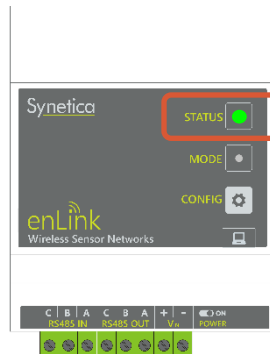 Synetica
STATUS
MODE
CONFIG
enLink
Wireless Sensor Networks
C B A C B A + - ON
RS485 IN RS485 OUT VIN POWER